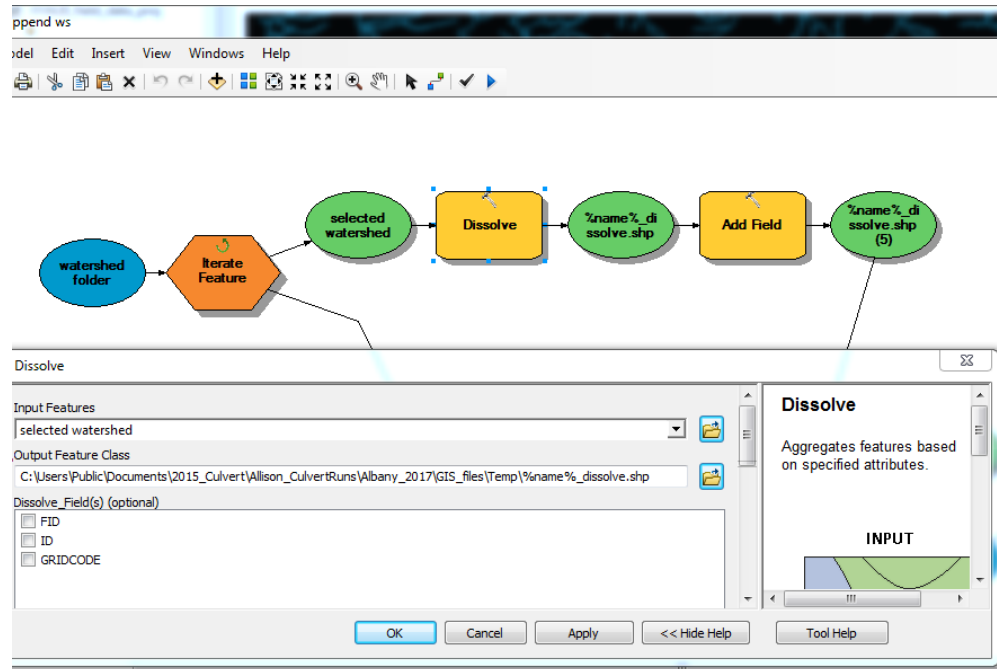 ppend ws
odel Edit Insert View Windows Help
selected
watershed
Dissolve
%name%_di
ssolve.shp
Add Field
%name%_di
ssolve.shp
(5)
watershed
folder
Iterate
Feature
Dissolve
Input Features
selected watershed
Output Feature Class
C:\Users\Public\Documents\2015_Culvert\Allison_CulvertRuns\Albany_2017\GIS_files\Temp\%name%_dissolve.shp
Dissolve_Field(s) (optional)
FID
ID
GRIDCODE
Dissolve
Aggregates features based
on specified attributes.
INPUT
OK Cancel Apply << Hide Help Tool Help